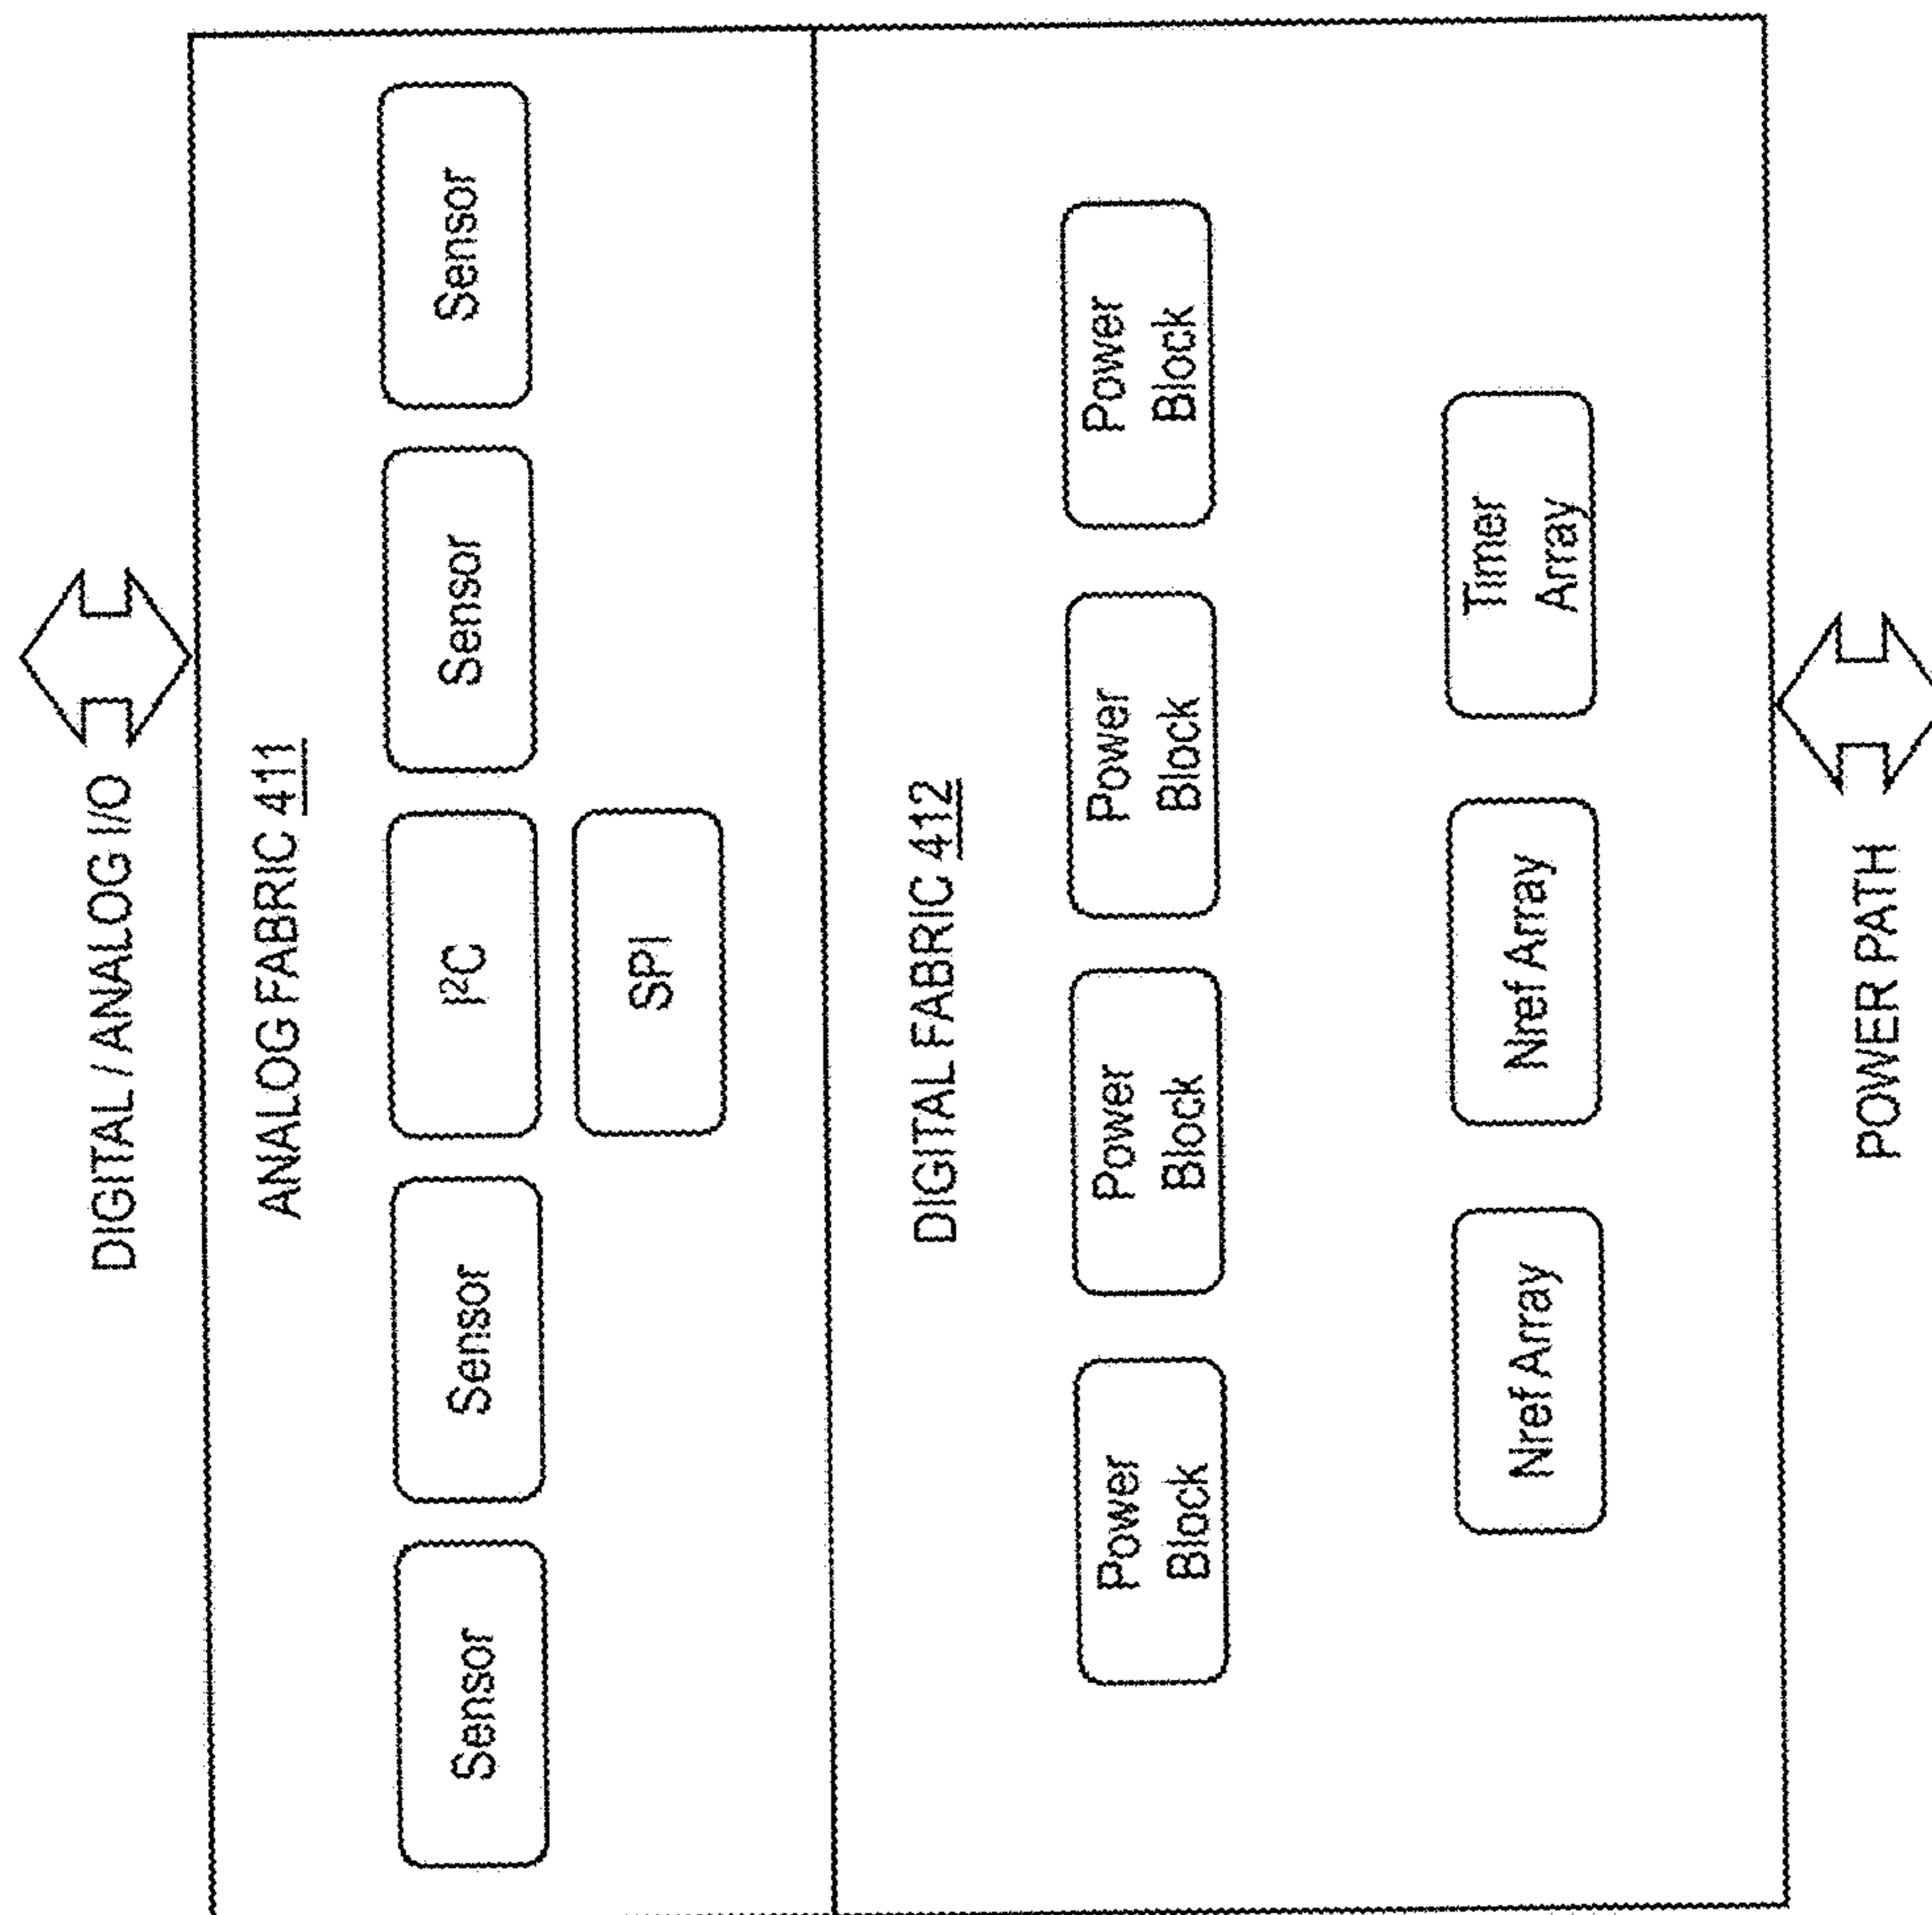 DIGITAL / ANALOG I/O
ANALOG FABRIC 411
Sensor
Sensor
I²C
Sensor
Sensor
SPI
DIGITAL FABRIC 412
Power
Block
Power
Block
Power
Block
Power
Block
Nref Array
Nref Array
Timer
Array
POWER PATH